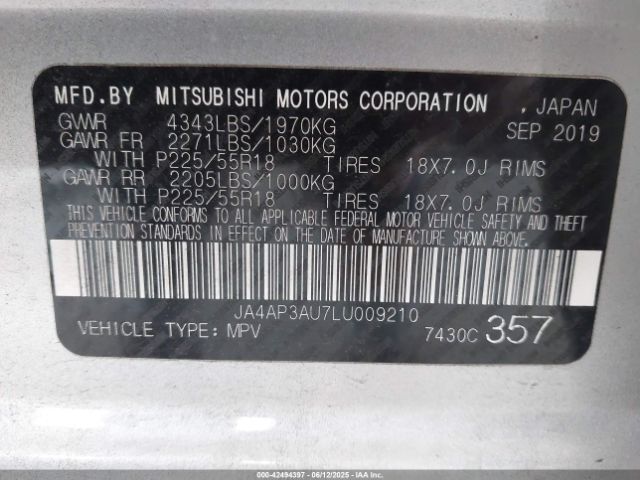 MFD.BY MITSUBISHI MOTORS CORPORATION , JAPAN
GVWR 4343LBS/1970KG SEP 2019
GAWR FR 2271LBS/1030KG
WITH P225/55R18 TIRES 18X7.0J RIMS
GAWR RR 2205LBS/1000KG
WITH P225/55R18 TIRES 18X7.0J RIMS
THIS VEHICLE CONFORMS TO ALL APPLICABLE FEDERAL MOTOR VEHICLE SAFETY AND THEFT
PREVENTION STANDARDS IN EFFECT ON THE DATE OF MANUFACTURE SHOWN ABOVE.
JA4AP3AU7LU009210
VEHICLE TYPE: MPV 7430C 357
000-42494397 - 06/12/2025 - COPYRIGHT © IAA, LLC.